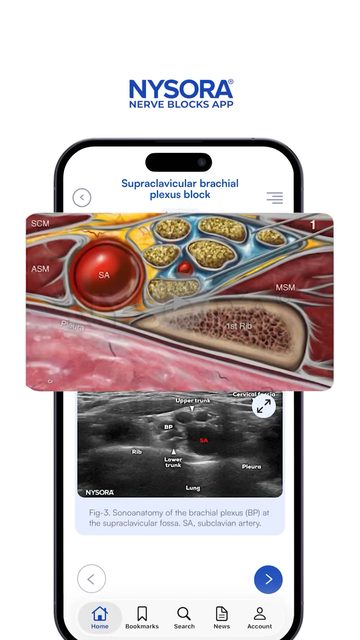 NYSORA®
NERVE BLOCKS APP
Supraclavicular brachial
plexus block
SCM
1
ASM
SA
MSM
Pleura
1st Rib
Cervical fascia
Upper trunk
BP
SA
Rib
Lower
trunk
Pleura
Lung
NYSORA
Fig-3. Sonoanatomy of the brachial plexus (BP) at
the supraclavicular fossa. SA, subclavian artery.
Home
Bookmarks
Search
News
Account